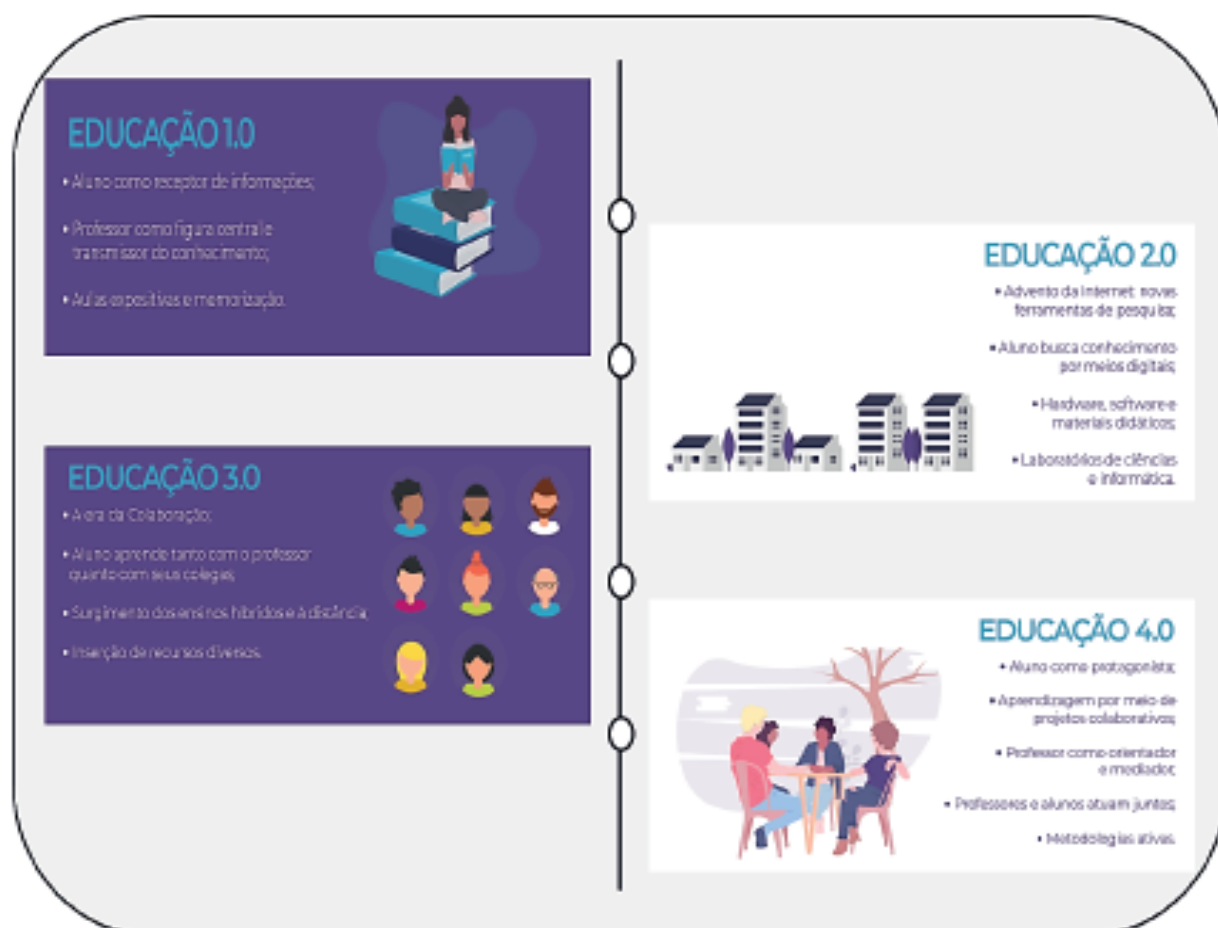 EDUCAÇÃO 1.0
• Aluno como receptor de informações;
• Professor como figura central e
transmissor do conhecimento;
• Aulas expositivas e memorização.
EDUCAÇÃO 2.0
• Advento da Internet: novas
ferramentas de pesquisa;
• Aluno busca conhecimento
por meios digitais;
• Hardware, software e
materiais didáticos;
• Laboratórios de ciências
e informática.
EDUCAÇÃO 3.0
• A era da Colaboração;
• Aluno aprende tanto com o professor
quanto com seus colegas;
• Surgimento dos ensinos híbridos e à distância;
• Inserção de recursos diversos.
EDUCAÇÃO 4.0
• Aluno como protagonista;
• Aprendizagem por meio de
projetos colaborativos;
• Professor como orientador
e mediador;
• Professores e alunos atuam juntos;
• Metodologias ativas.